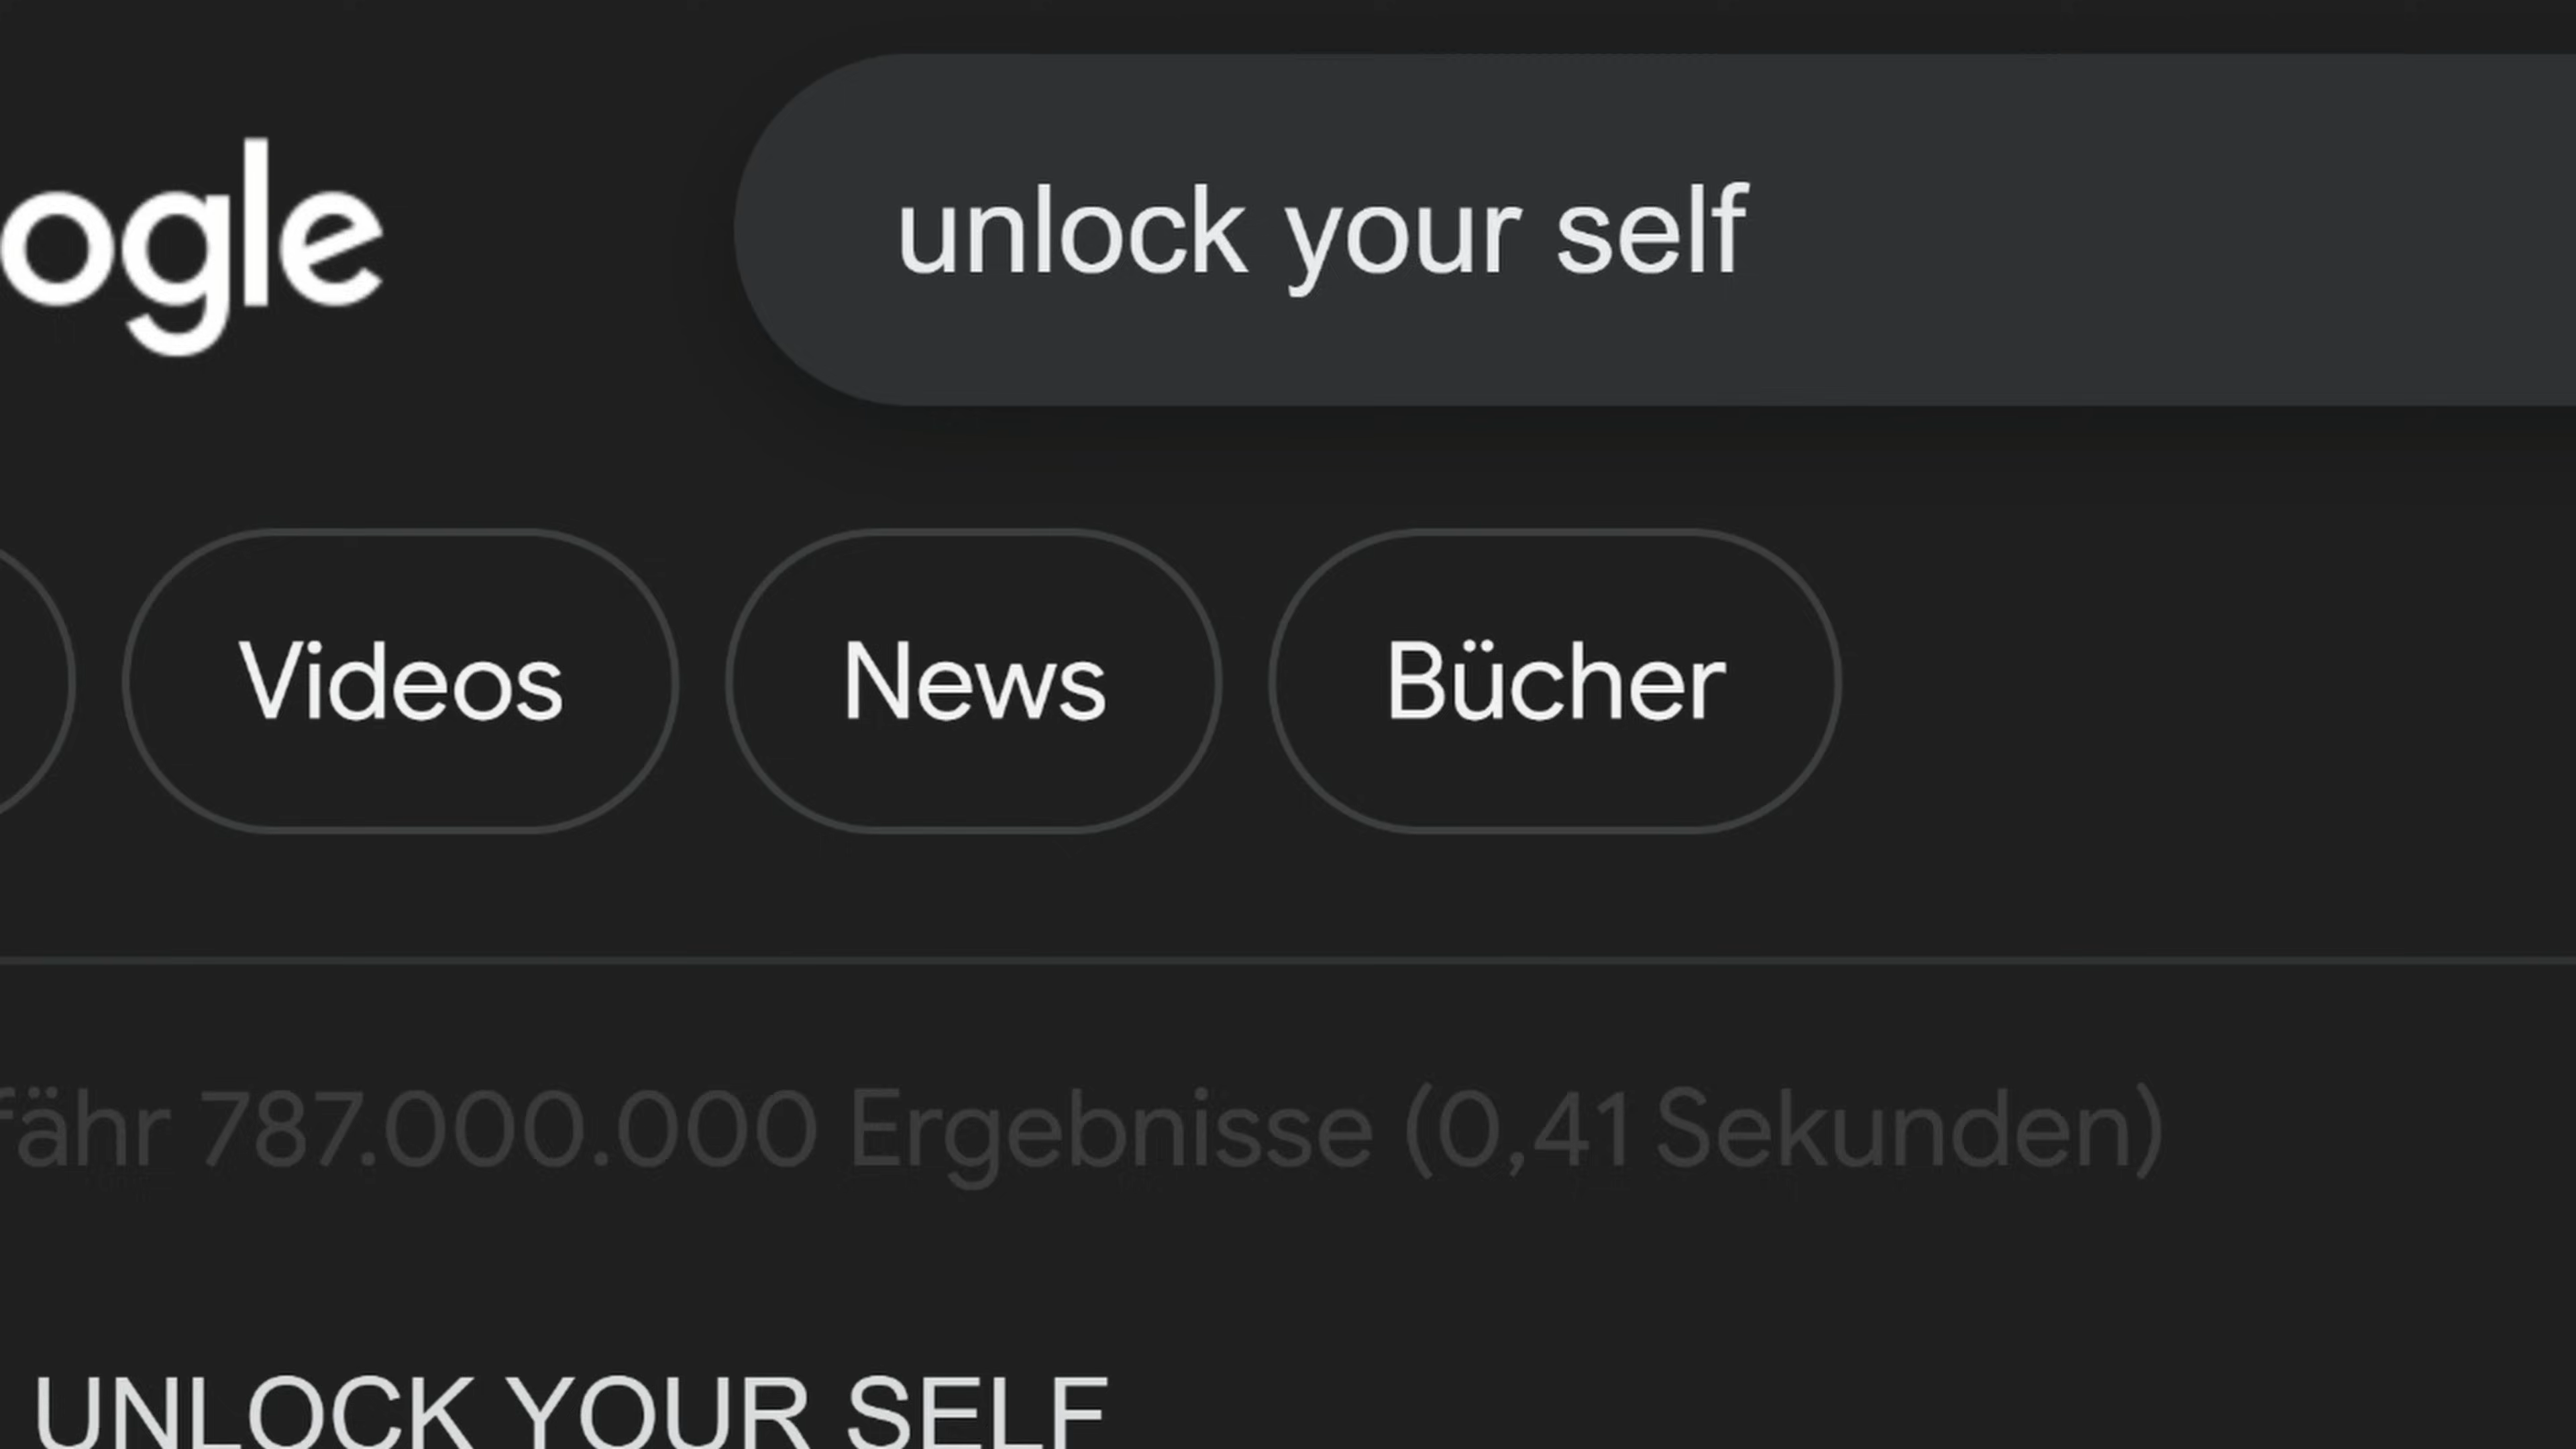 ogle
unlock your self
Videos
News
Bücher
fähr 787.000.000 Ergebnisse (0,41 Sekunden)
UNLOCK YOUR SELF